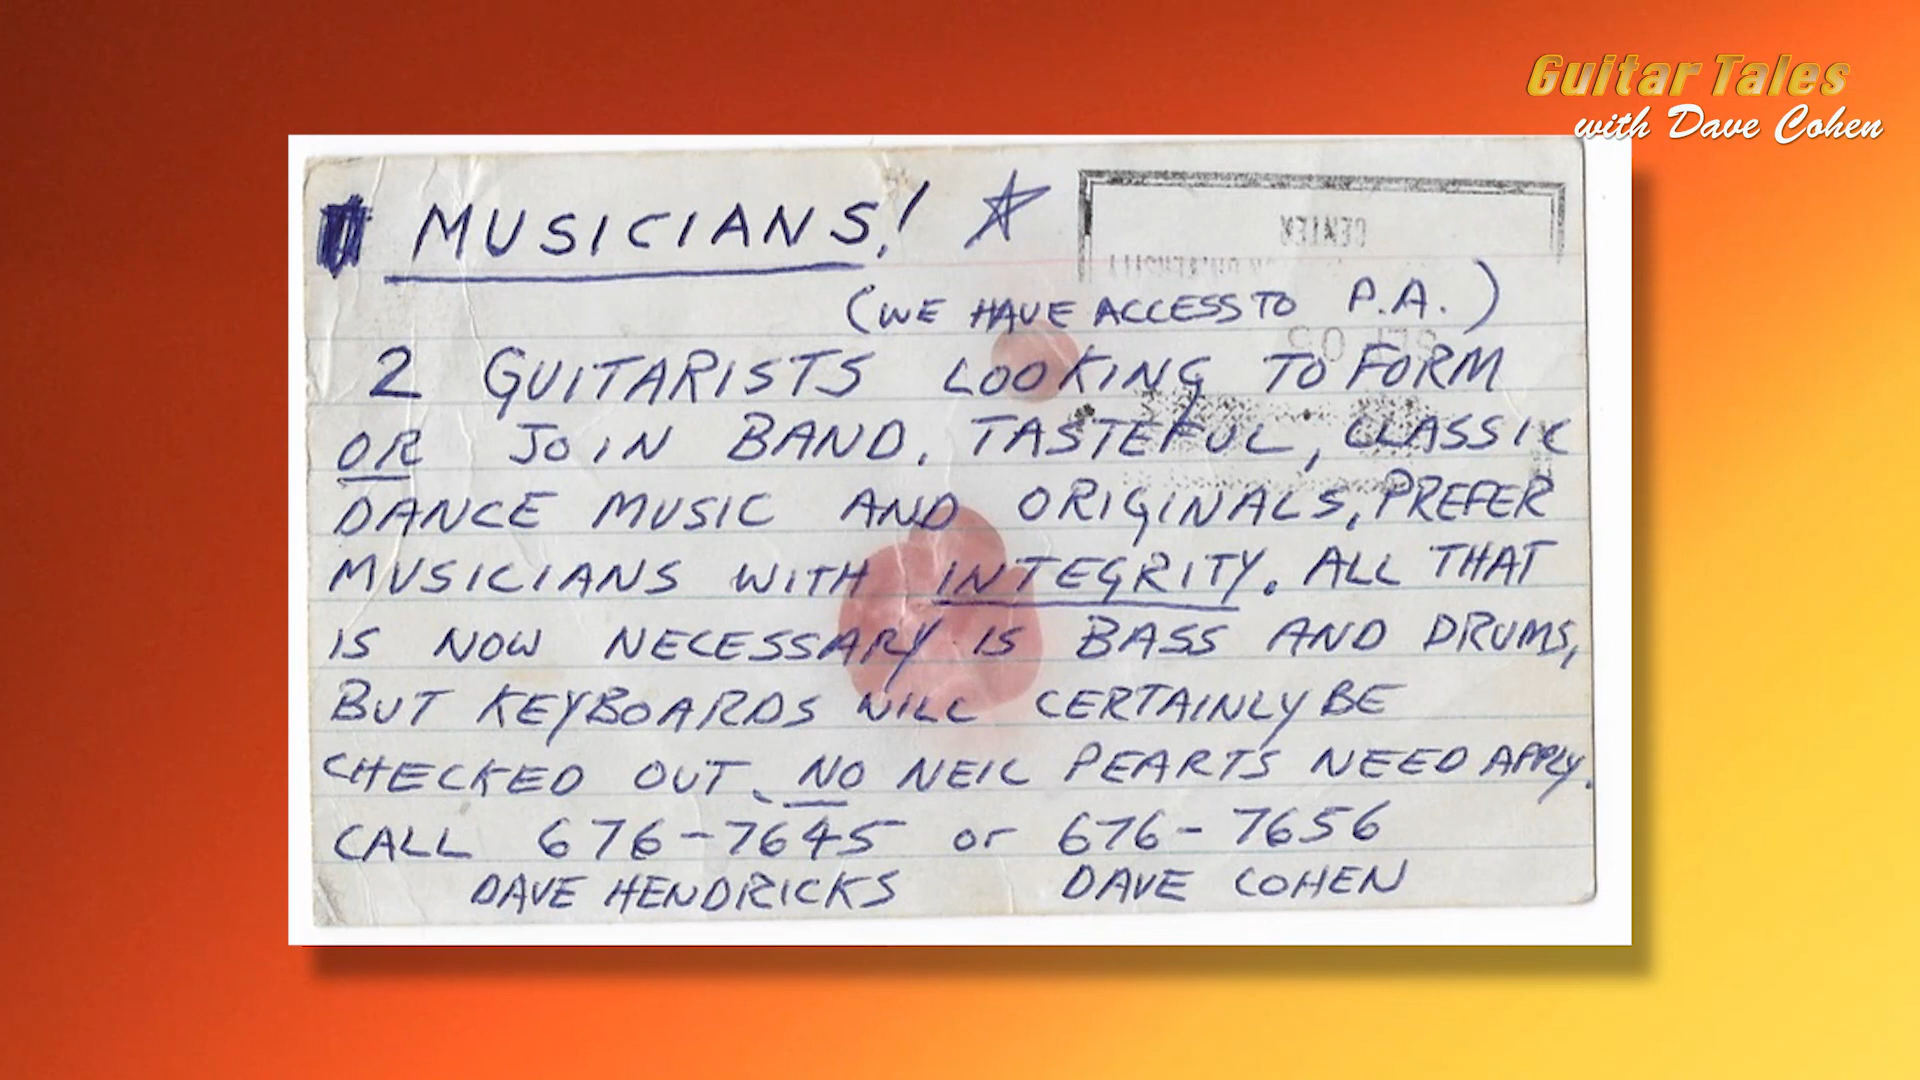 Guitar Tales
with Dave Cohen
MUSICIANS!
CENTER
(WE HAVE ACCESS TO P.A.)
2 GUITARISTS LOOKING TO FORM
OR JOIN BAND. TASTEFUL, CLASSIC
DANCE MUSIC AND ORIGINALS, PREFER
MUSICIANS WITH INTEGRITY. ALL THAT
IS NOW NECESSARY IS BASS AND DRUMS,
BUT KEYBOARDS WILL CERTAINLY BE
CHECKED OUT. NO NEIL PEARTS NEED APPLY.
CALL 676-7645 or 676-7656
DAVE HENDRICKS DAVE COHEN